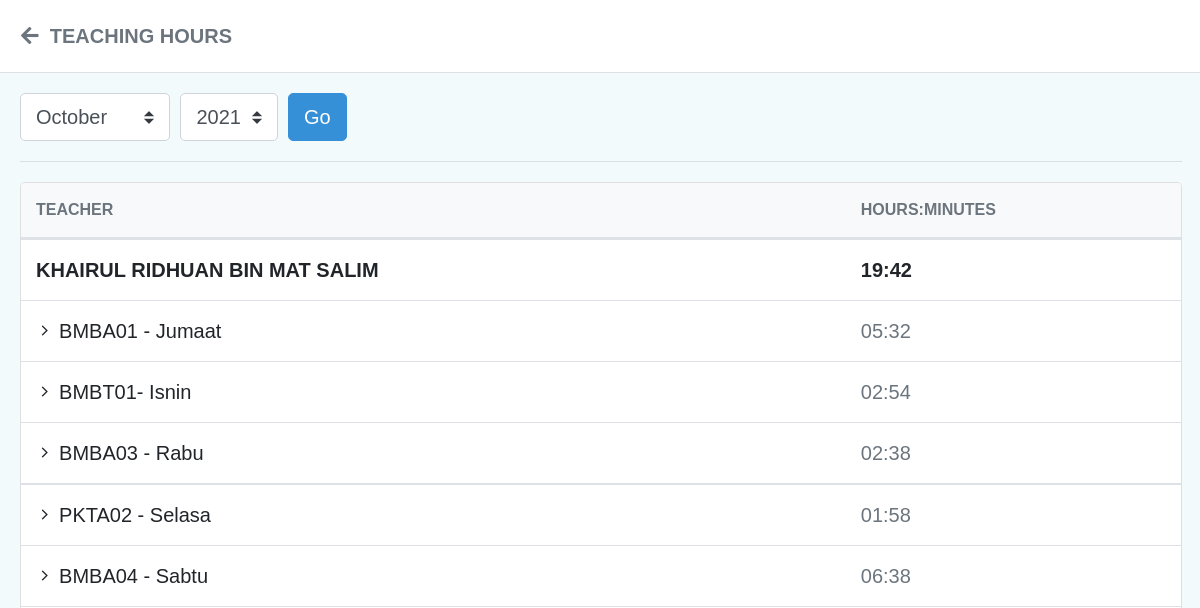 TEACHING HOURS
October 2021 Go
TEACHER HOURS:MINUTES
KHAIRUL RIDHUAN BIN MAT SALIM 19:42
BMBA01 - Jumaat 05:32
BMBT01- Isnin 02:54
BMBA03 - Rabu 02:38
PKTA02 - Selasa 01:58
BMBA04 - Sabtu 06:38